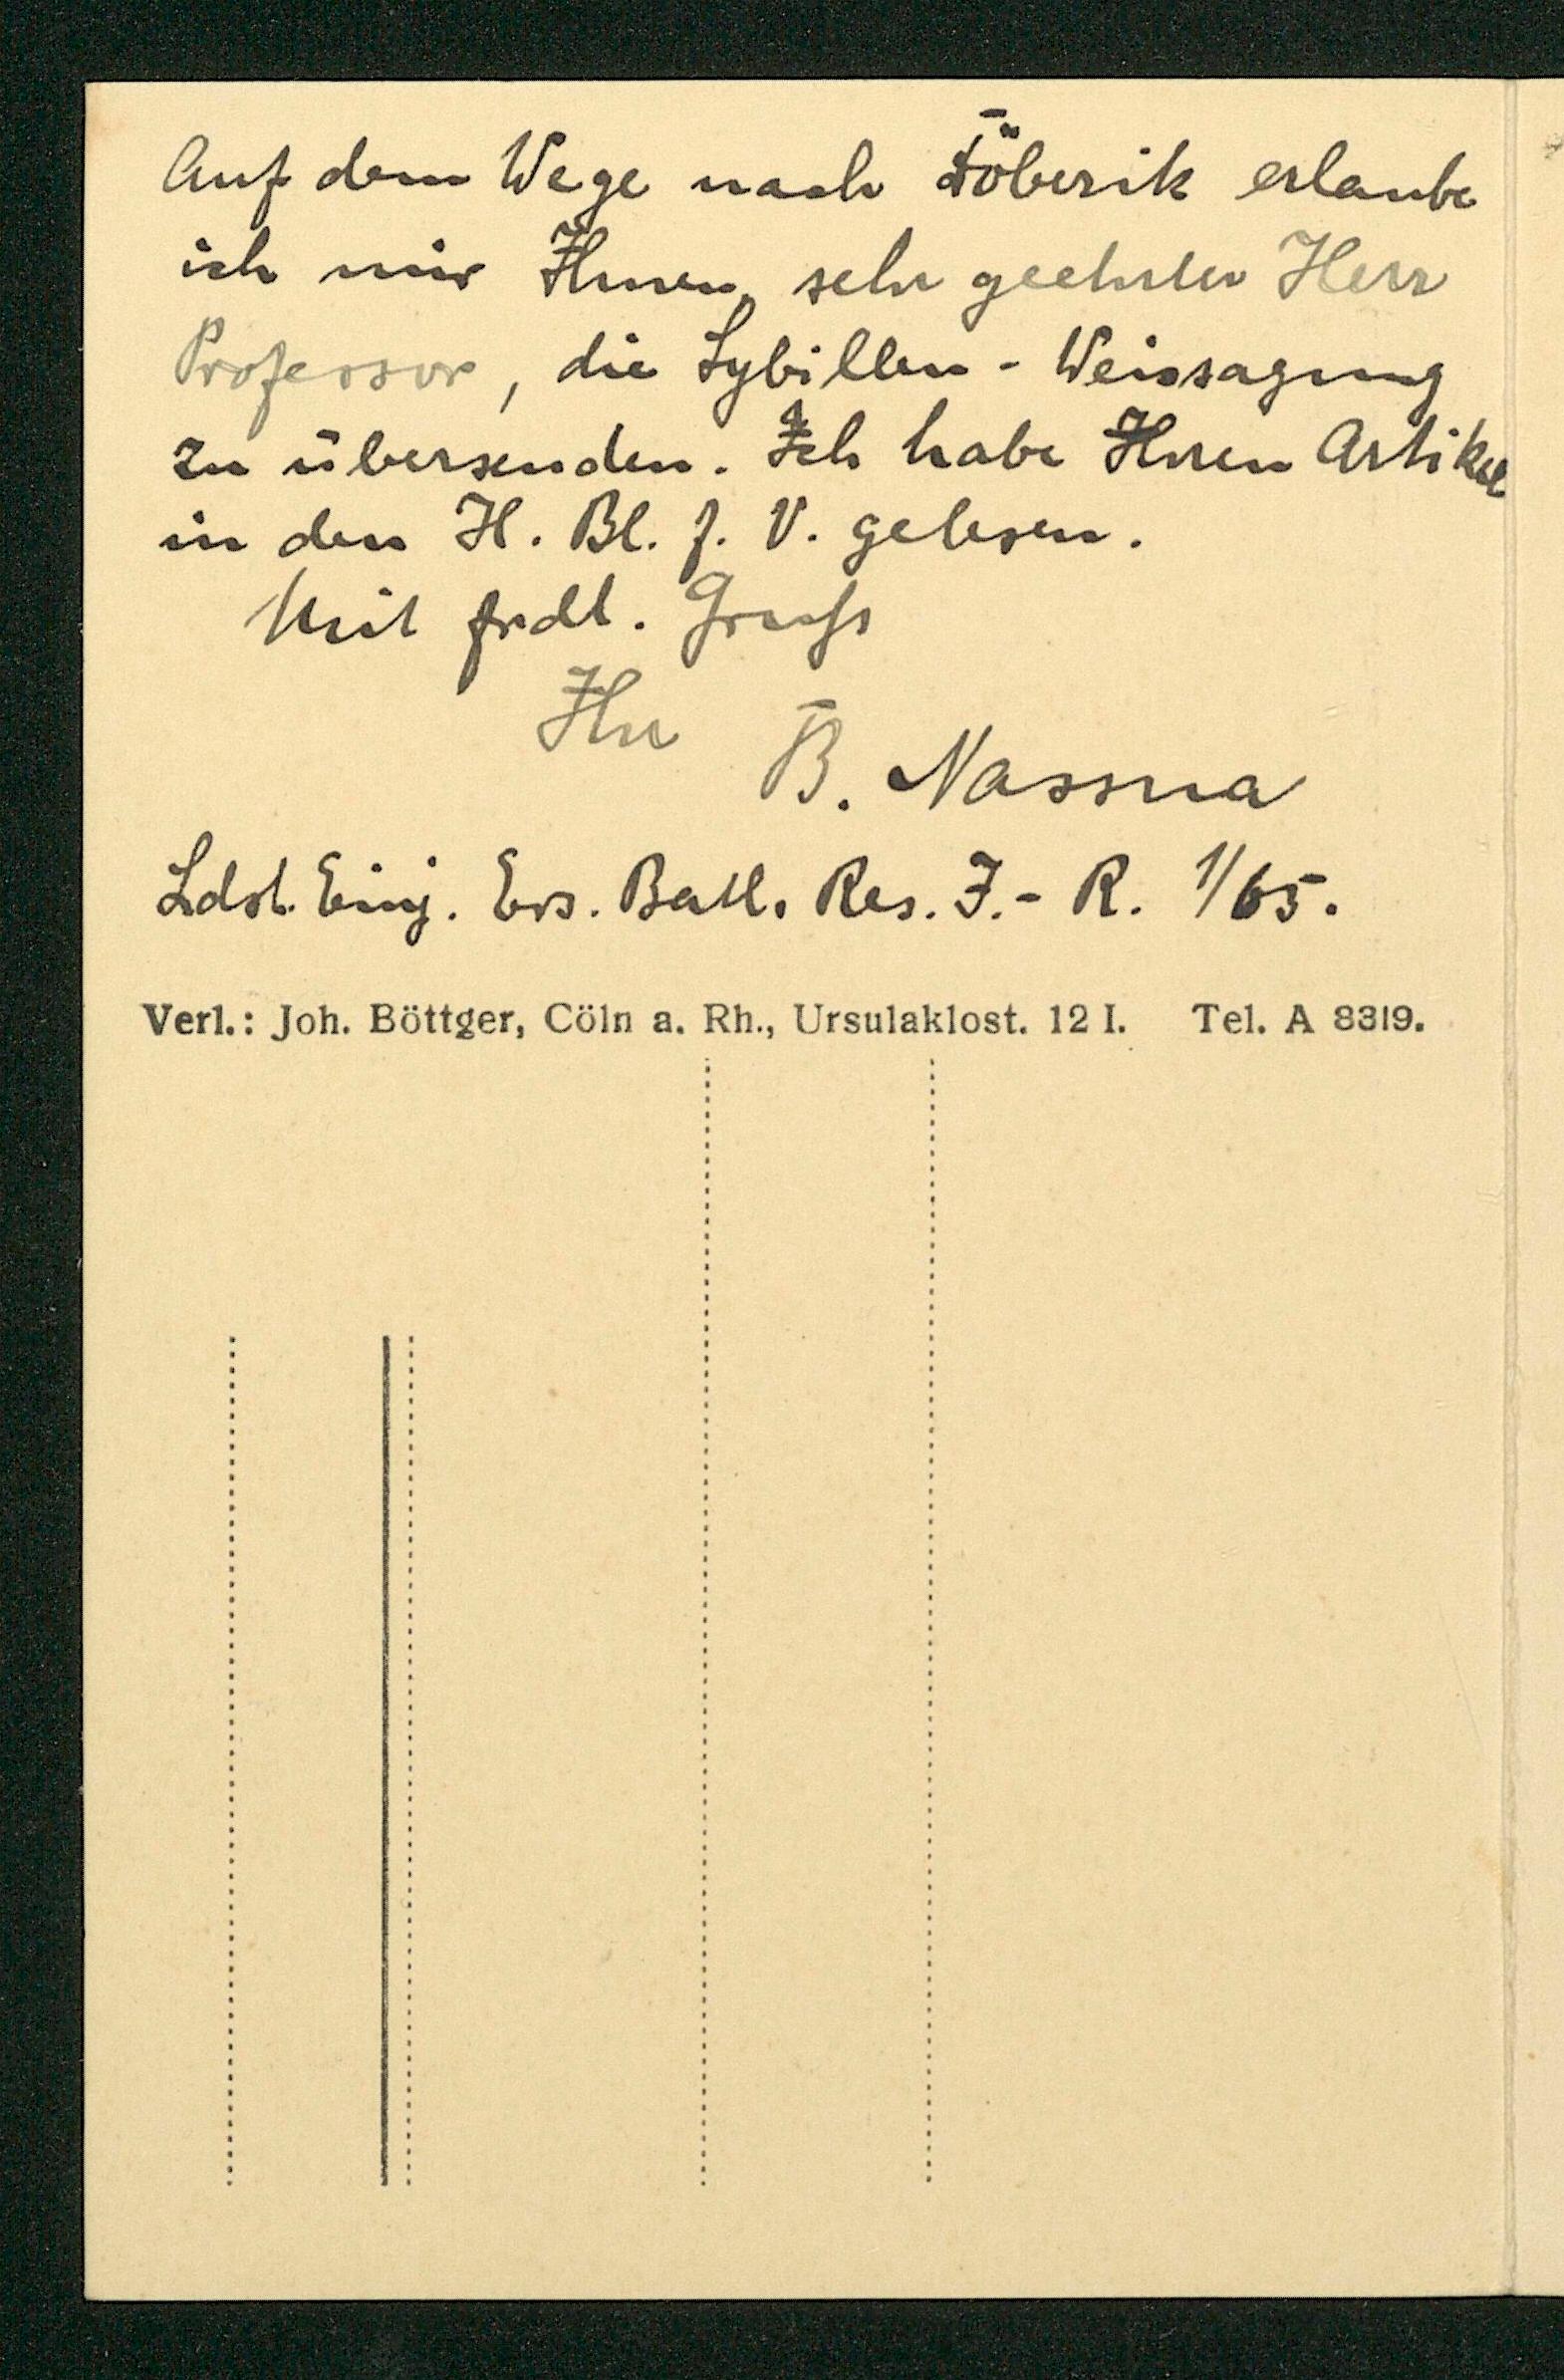 Auf dem Wege nach Döberik erlaube
ich mir Ihnen, sehr geehrter Herr
Professor, die Sybillen-Weissagung
zu übersenden. Ich habe Ihren Artikel
in den H. Bl. f. V. gelesen.
Mit frdl. Gruß
Ihr B. Nassua
Ldst. Einj. Ers. Batl. Res. I.-R. 1/65.
Verl.: Joh. Böttger, Cöln a. Rh., Ursulaklost. 12 I. Tel. A 8319.